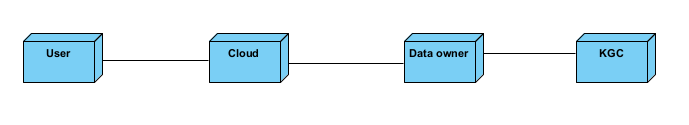 User
Cloud
Data owner
KGC